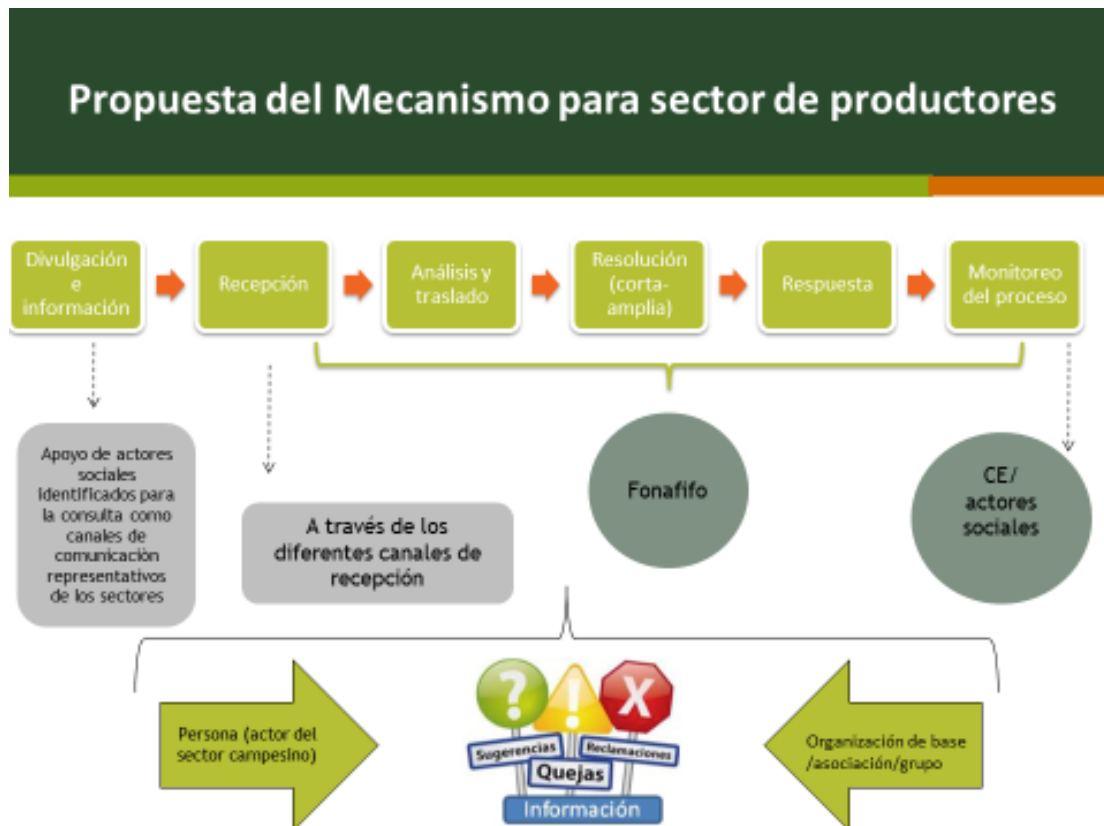 Propuesta del Mecanismo para sector de productores
Divulgación
e
información
Recepción
Análisis y
traslado
Resolución
(corta-
amplia)
Respuesta
Monitoreo
del proceso
Apoyo de actores
sociales
identificados para
la consulta como
canales de
comunicaciòn
representativos
de los sectores
A través de los
diferentes canales de
recepción
Fonafifo
CE/
actores
sociales
Persona (actor del
sector campesino)
?
!
X
Sugerencias
Reclamaciones
Quejas
Información
Organización de base
/asociación/grupo